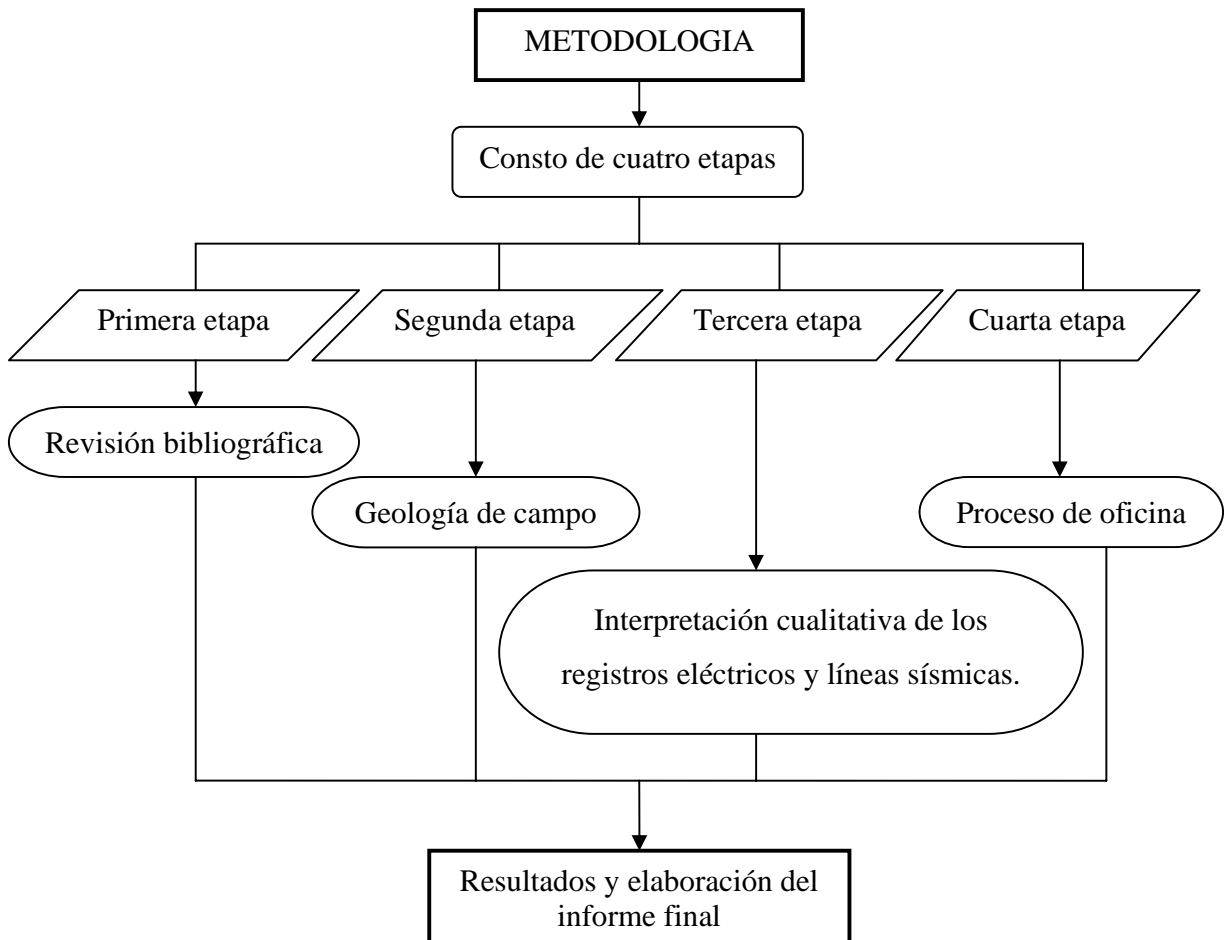 METODOLOGIA
Consto de cuatro etapas
Primera etapa
Segunda etapa
Tercera etapa
Cuarta etapa
Revisión bibliográfica
Geología de campo
Proceso de oficina
Interpretación cualitativa de los
registros eléctricos y líneas sísmicas.
Resultados y elaboración del
informe final